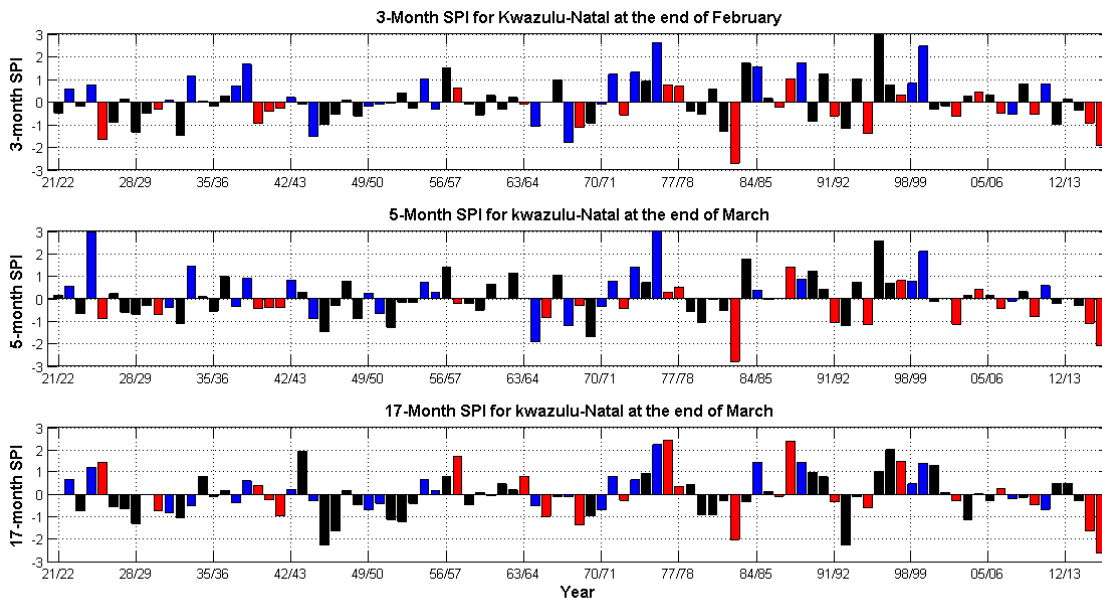 3-Month SPI for Kwazulu-Natal at the end of February
3-month SPI
3
2
1
0
-1
-2
-3
21/22 28/29 35/36 42/43 49/50 56/57 63/64 70/71 77/78 84/85 91/92 98/99 05/06 12/13
5-Month SPI for kwazulu-Natal at the end of March
5-month SPI
3
2
1
0
-1
-2
-3
21/22 28/29 35/36 42/43 49/50 56/57 63/64 70/71 77/78 84/85 91/92 98/99 05/06 12/13
17-Month SPI for kwazulu-Natal at the end of March
17-month SPI
3
2
1
0
-1
-2
-3
21/22 28/29 35/36 42/43 49/50 56/57 63/64 70/71 77/78 84/85 91/92 98/99 05/06 12/13
Year